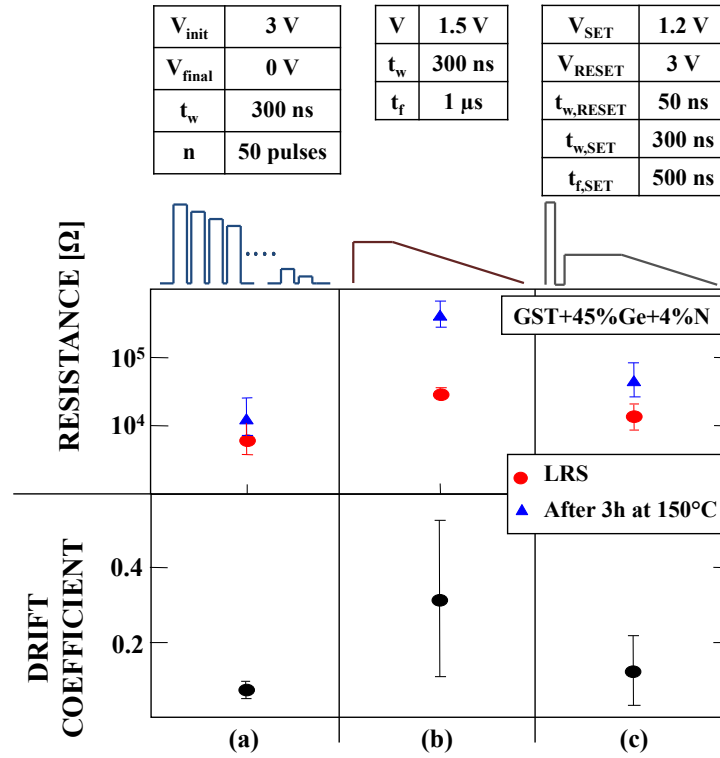 V_init 3 V
V_final 0 V
t_w 300 ns
n 50 pulses
V 1.5 V
t_w 300 ns
t_f 1 µs
V_SET 1.2 V
V_RESET 3 V
t_w,RESET 50 ns
t_w,SET 300 ns
t_f,SET 500 ns
RESISTANCE [Ω]
GST+45%Ge+4%N
10^5
10^4
LRS
After 3h at 150°C
DRIFT
COEFFICIENT
0.4
0.2
(a) (b) (c)